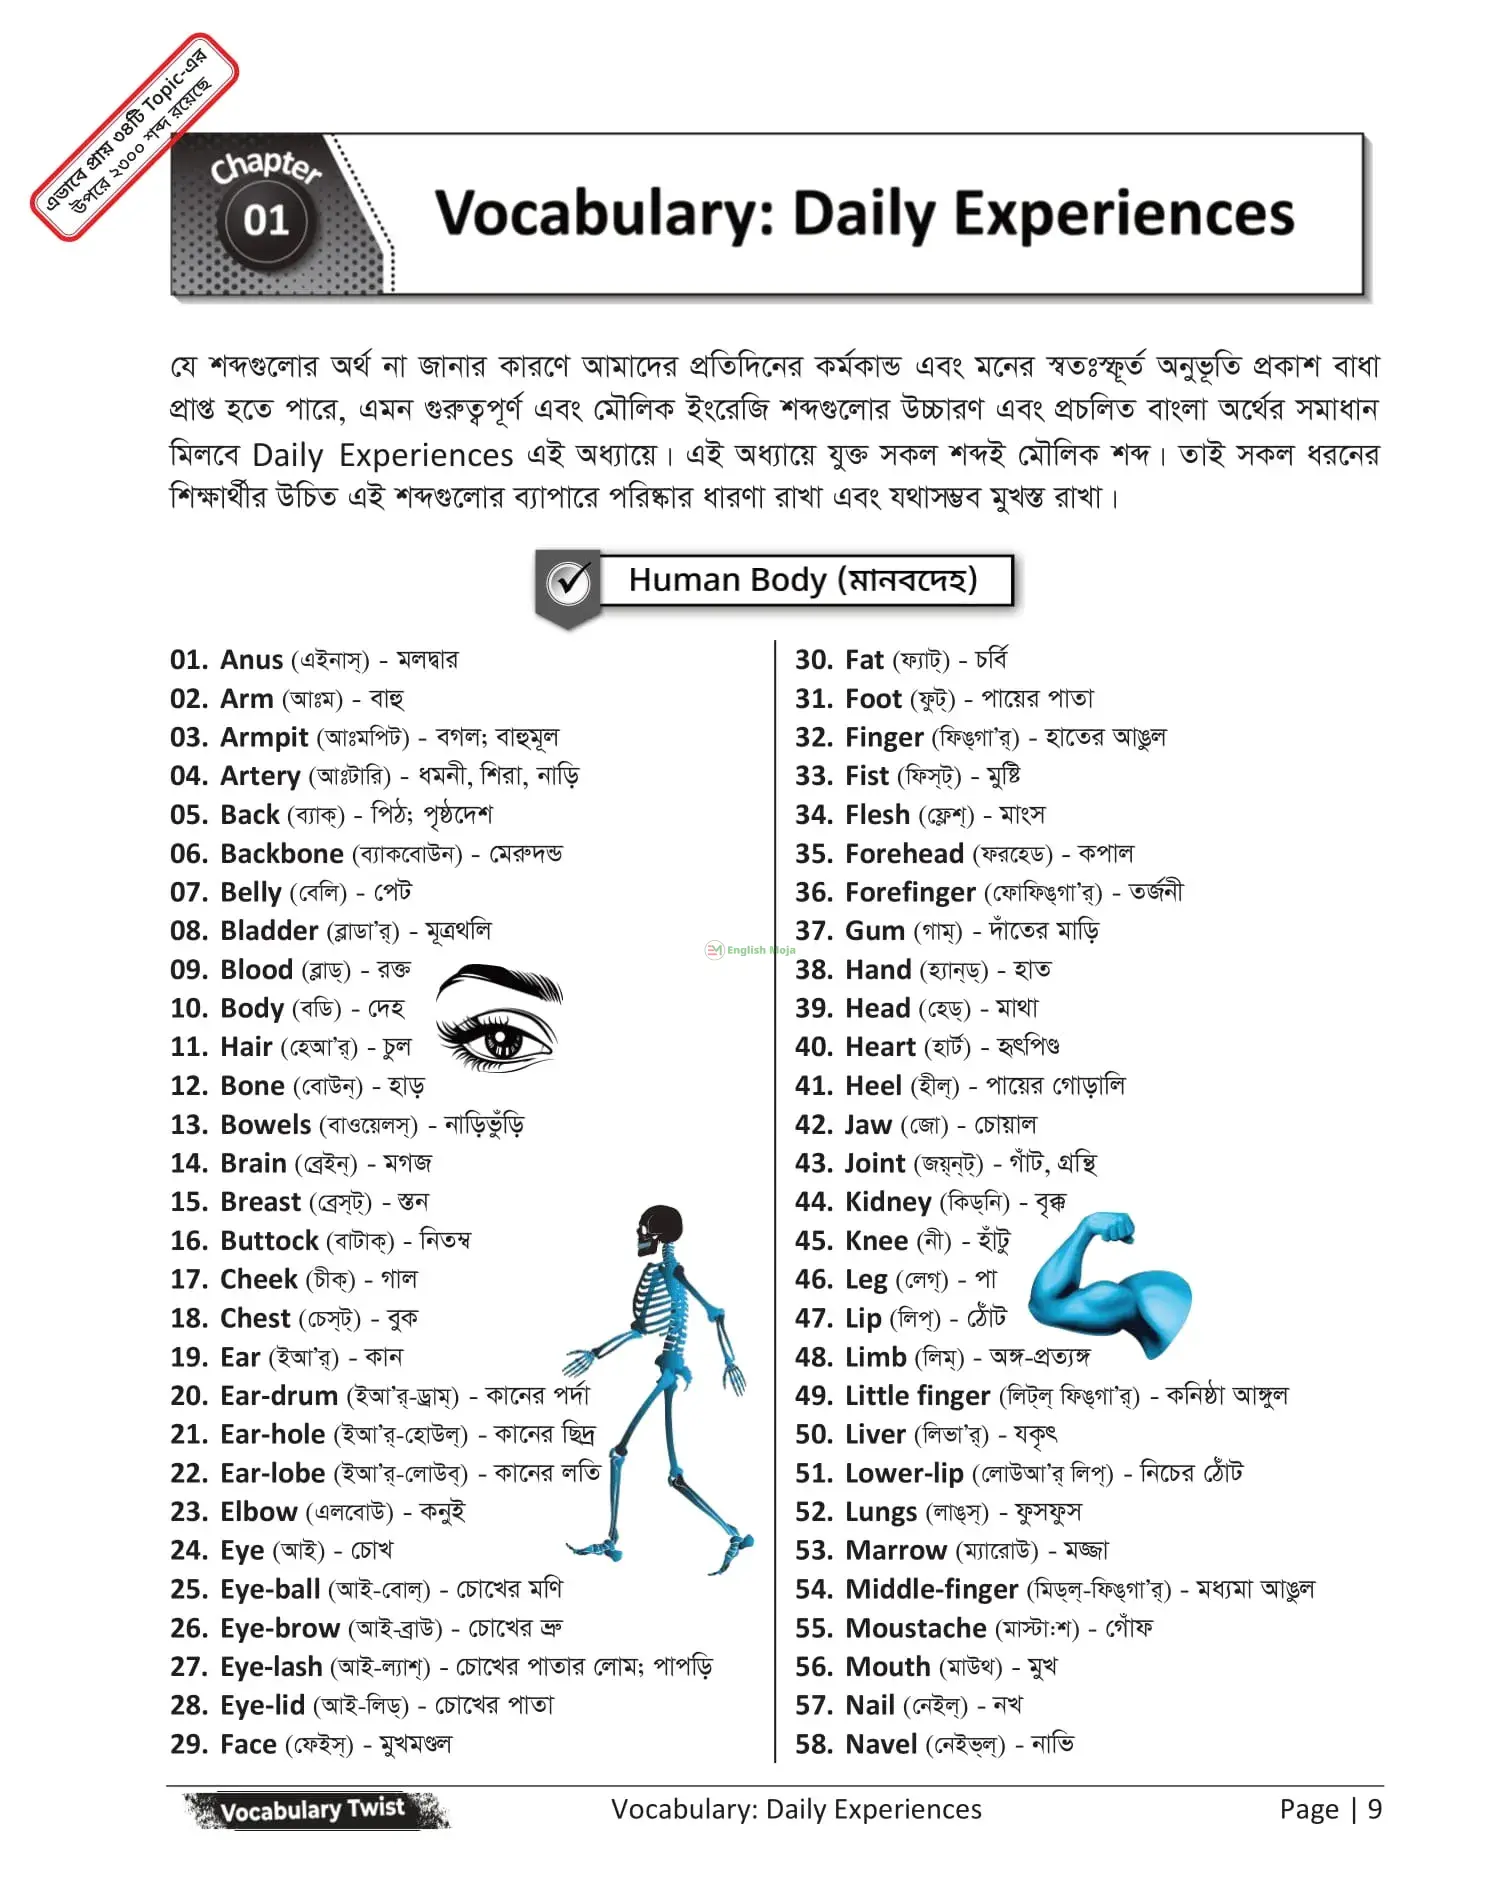 এভাবে প্রায় ৩৪টি Topic-এর
উপরে ২৩০০ শব্দ রয়েছে
Chapter
01
Vocabulary: Daily Experiences
যে শব্দগুলোর অর্থ না জানার কারণে আমাদের প্রতিদিনের কর্মকান্ড এবং মনের স্বতঃস্ফূর্ত অনুভূতি প্রকাশ বাধা
প্রাপ্ত হতে পারে, এমন গুরুত্বপূর্ণ এবং মৌলিক ইংরেজি শব্দগুলোর উচ্চারণ এবং প্রচলিত বাংলা অর্থের সমাধান
মিলবে Daily Experiences এই অধ্যায়ে। এই অধ্যায়ে যুক্ত সকল শব্দই মৌলিক শব্দ। তাই সকল ধরনের
শিক্ষার্থীর উচিত এই শব্দগুলোর ব্যাপারে পরিষ্কার ধারণা রাখা এবং যথাসম্ভব মুখস্ত রাখা।
Human Body (মানবদেহ)
01. Anus (এইনাস্) - মলদ্বার
02. Arm (আঃম) - বাহু
03. Armpit (আঃমপিট) - বগল; বাহুমূল
04. Artery (আঃটারি) - ধমনী, শিরা, নাড়ি
05. Back (ব্যাক্) - পিঠ; পৃষ্ঠদেশ
06. Backbone (ব্যাকবোউন) - মেরুদন্ড
07. Belly (বেলি) - পেট
08. Bladder (ব্লাডা’র্) - মূত্রথলি
09. Blood (ব্লাড্) - রক্ত
10. Body (বডি) - দেহ
11. Hair (হেআ’র্) - চুল
12. Bone (বোউন্) - হাড়
13. Bowels (বাওয়েলস্) - নাড়িভুঁড়ি
14. Brain (ব্রেইন্) - মগজ
15. Breast (ব্রেস্ট্) - স্তন
16. Buttock (বাটাক্) - নিতম্ব
17. Cheek (চীক্) - গাল
18. Chest (চেস্ট্) - বুক
19. Ear (ইআ’র্) - কান
20. Ear-drum (ইআ’র্-ড্রাম্) - কানের পর্দা
21. Ear-hole (ইআ’র্-হোউল্) - কানের ছিদ্র
22. Ear-lobe (ইআ’র্-লোউব্) - কানের লতি
23. Elbow (এলবোউ) - কনুই
24. Eye (আই) - চোখ
25. Eye-ball (আই-বোল্) - চোখের মণি
26. Eye-brow (আই-ব্রাউ) - চোখের ভ্রু
27. Eye-lash (আই-ল্যাশ্) - চোখের পাতার লোম; পাপড়ি
28. Eye-lid (আই-লিড্) - চোখের পাতা
29. Face (ফেইস্) - মুখমণ্ডল
30. Fat (ফ্যাট্) - চর্বি
31. Foot (ফুট্) - পায়ের পাতা
32. Finger (ফিঙ্গা’র্) - হাতের আঙুল
33. Fist (ফিস্ট্) - মুষ্টি
34. Flesh (ফ্লেশ্) - মাংস
35. Forehead (ফরহেড) - কপাল
36. Forefinger (ফোফিঙ্গা’র্) - তর্জনী
37. Gum (গাম্) - দাঁতের মাড়ি
38. Hand (হ্যান্ড্) - হাত
39. Head (হেড্) - মাথা
40. Heart (হার্ট) - হৃৎপিণ্ড
41. Heel (হীল্) - পায়ের গোড়ালি
42. Jaw (জো) - চোয়াল
43. Joint (জয়্ন্ট্) - গাঁট, গ্রন্থি
44. Kidney (কিড্নি) - বৃক্ক
45. Knee (নী) - হাঁটু
46. Leg (লেগ্) - পা
47. Lip (লিপ্) - ঠোঁট
48. Limb (লিম্) - অঙ্গ-প্রত্যঙ্গ
49. Little finger (লিটল্ ফিঙ্গা’র্) - কনিষ্ঠা আঙ্গুল
50. Liver (লিভা’র্) - যকৃৎ
51. Lower-lip (লোউআ’র্ লিপ্) - নিচের ঠোঁট
52. Lungs (লাঙস্) - ফুসফুস
53. Marrow (ম্যারোউ) - মজ্জা
54. Middle-finger (মিড্ল্-ফিঙ্গা’র্) - মধ্যমা আঙুল
55. Moustache (মাস্টা:শ) - গোঁফ
56. Mouth (মাউথ) - মুখ
57. Nail (নেইল্) - নখ
58. Navel (নেইভ্ল্) - নাভি
English Moja
Vocabulary Twist
Vocabulary: Daily Experiences
Page | 9